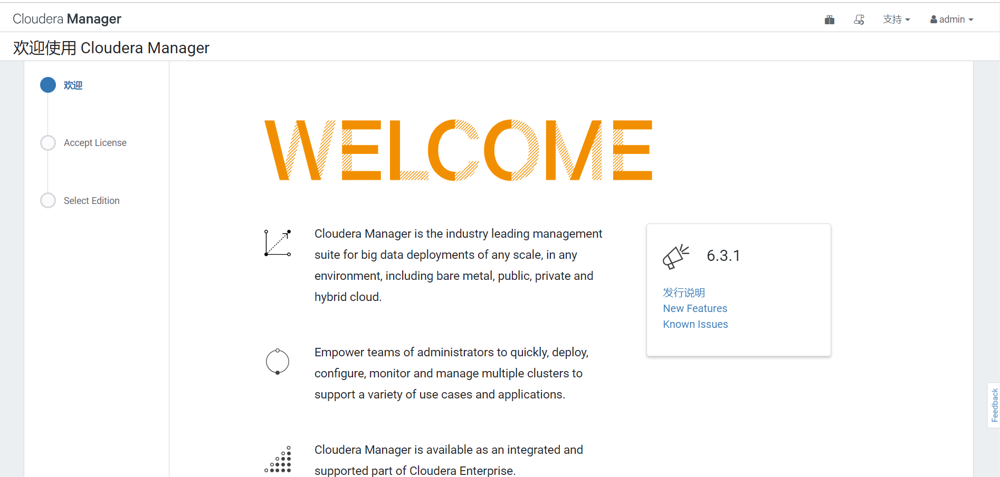 Cloudera Manager
支持
admin
欢迎使用 Cloudera Manager
欢迎
Accept License
Select Edition
WELCOME
Cloudera Manager is the industry leading management
suite for big data deployments of any scale, in any
environment, including bare metal, public, private and
hybrid cloud.
6.3.1
发行说明
New Features
Known Issues
Empower teams of administrators to quickly, deploy,
configure, monitor and manage multiple clusters to
support a variety of use cases and applications.
Feedback
Cloudera Manager is available as an integrated and
supported part of Cloudera Enterprise.